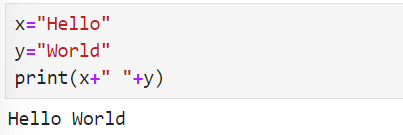 x="Hello"
y="World"
print(x+" "+y)
Hello World